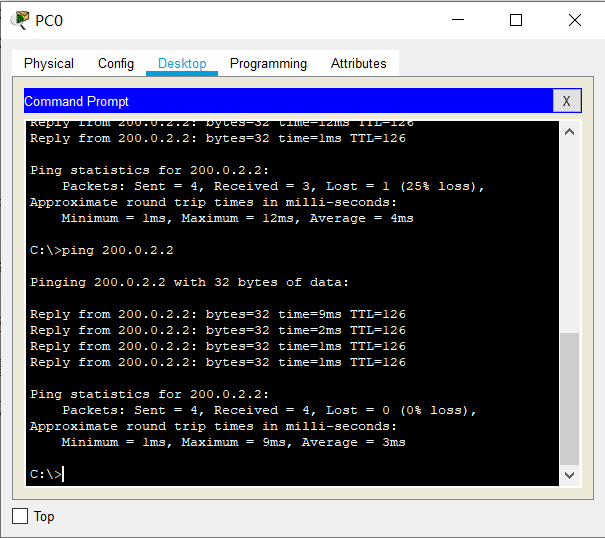 PC0
Physical Config Desktop Programming Attributes
Command Prompt
X
Reply from 200.0.2.2: bytes=32 time=12ms TTL=126
Reply from 200.0.2.2: bytes=32 time=1ms TTL=126
Ping statistics for 200.0.2.2:
Packets: Sent = 4, Received = 3, Lost = 1 (25% loss),
Approximate round trip times in milli-seconds:
Minimum = 1ms, Maximum = 12ms, Average = 4ms
C:\>ping 200.0.2.2
Pinging 200.0.2.2 with 32 bytes of data:
Reply from 200.0.2.2: bytes=32 time=9ms TTL=126
Reply from 200.0.2.2: bytes=32 time=2ms TTL=126
Reply from 200.0.2.2: bytes=32 time=1ms TTL=126
Reply from 200.0.2.2: bytes=32 time=1ms TTL=126
Ping statistics for 200.0.2.2:
Packets: Sent = 4, Received = 4, Lost = 0 (0% loss),
Approximate round trip times in milli-seconds:
Minimum = 1ms, Maximum = 9ms, Average = 3ms
C:\>
Top